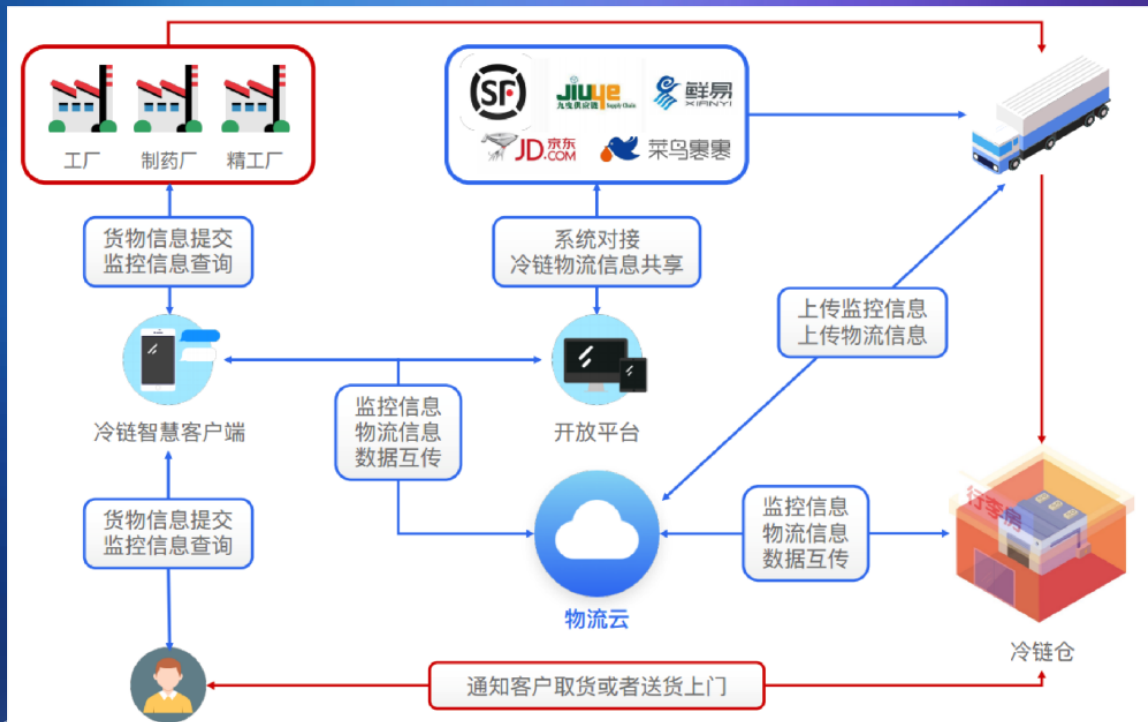 SF
JIUYE
九曳供应链 Supply Chain
鲜易
XIANYI
JD.COM 京东
菜鸟裹裹
工厂
制药厂
精工厂
货物信息提交
监控信息查询
系统对接
冷链物流信息共享
上传监控信息
上传物流信息
冷链智慧客户端
监控信息
物流信息
数据互传
开放平台
货物信息提交
监控信息查询
监控信息
物流信息
数据互传
行李房
物流云
冷链仓
通知客户取货或者送货上门